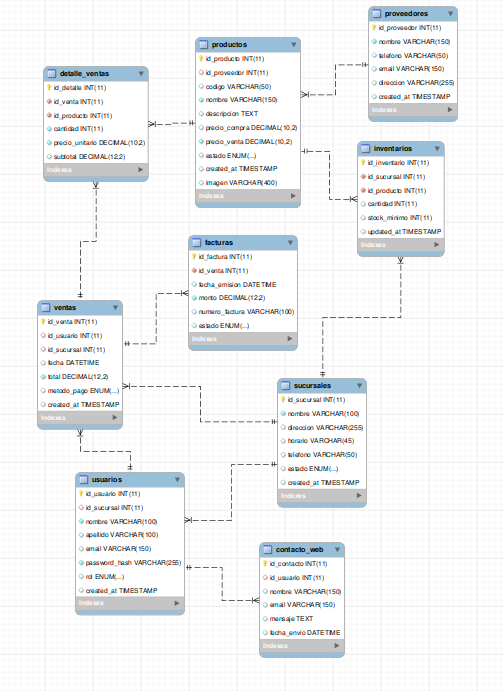 proveedores
id_proveedor INT(11)
nombre VARCHAR(150)
telefono VARCHAR(50)
email VARCHAR(150)
direccion VARCHAR(255)
created_at TIMESTAMP
Indexes
productos
id_producto INT(11)
id_proveedor INT(11)
codigo VARCHAR(50)
nombre VARCHAR(150)
descripcion TEXT
precio_compra DECIMAL(10,2)
precio_venta DECIMAL(10,2)
estado ENUM(...)
created_at TIMESTAMP
imagen VARCHAR(400)
Indexes
detalle_ventas
id_detalle INT(11)
id_venta INT(11)
id_producto INT(11)
cantidad INT(11)
precio_unitario DECIMAL(10,2)
subtotal DECIMAL(12,2)
Indexes
inventarios
id_inventario INT(11)
id_sucursal INT(11)
id_producto INT(11)
cantidad INT(11)
stock_minimo INT(11)
updated_at TIMESTAMP
Indexes
facturas
id_factura INT(11)
id_venta INT(11)
fecha_emision DATETIME
monto DECIMAL(12,2)
numero_factura VARCHAR(100)
estado ENUM(...)
Indexes
ventas
id_venta INT(11)
id_usuario INT(11)
id_sucursal INT(11)
fecha DATETIME
total DECIMAL(12,2)
metodo_pago ENUM(...)
created_at TIMESTAMP
Indexes
sucursales
id_sucursal INT(11)
nombre VARCHAR(100)
direccion VARCHAR(255)
horario VARCHAR(45)
telefono VARCHAR(50)
estado ENUM(...)
created_at TIMESTAMP
Indexes
usuarios
id_usuario INT(11)
id_sucursal INT(11)
nombre VARCHAR(100)
apellido VARCHAR(100)
email VARCHAR(150)
password_hash VARCHAR(255)
rol ENUM(...)
created_at TIMESTAMP
Indexes
contacto_web
id_contacto INT(11)
id_usuario INT(11)
nombre VARCHAR(150)
email VARCHAR(150)
mensaje TEXT
fecha_envio DATETIME
Indexes